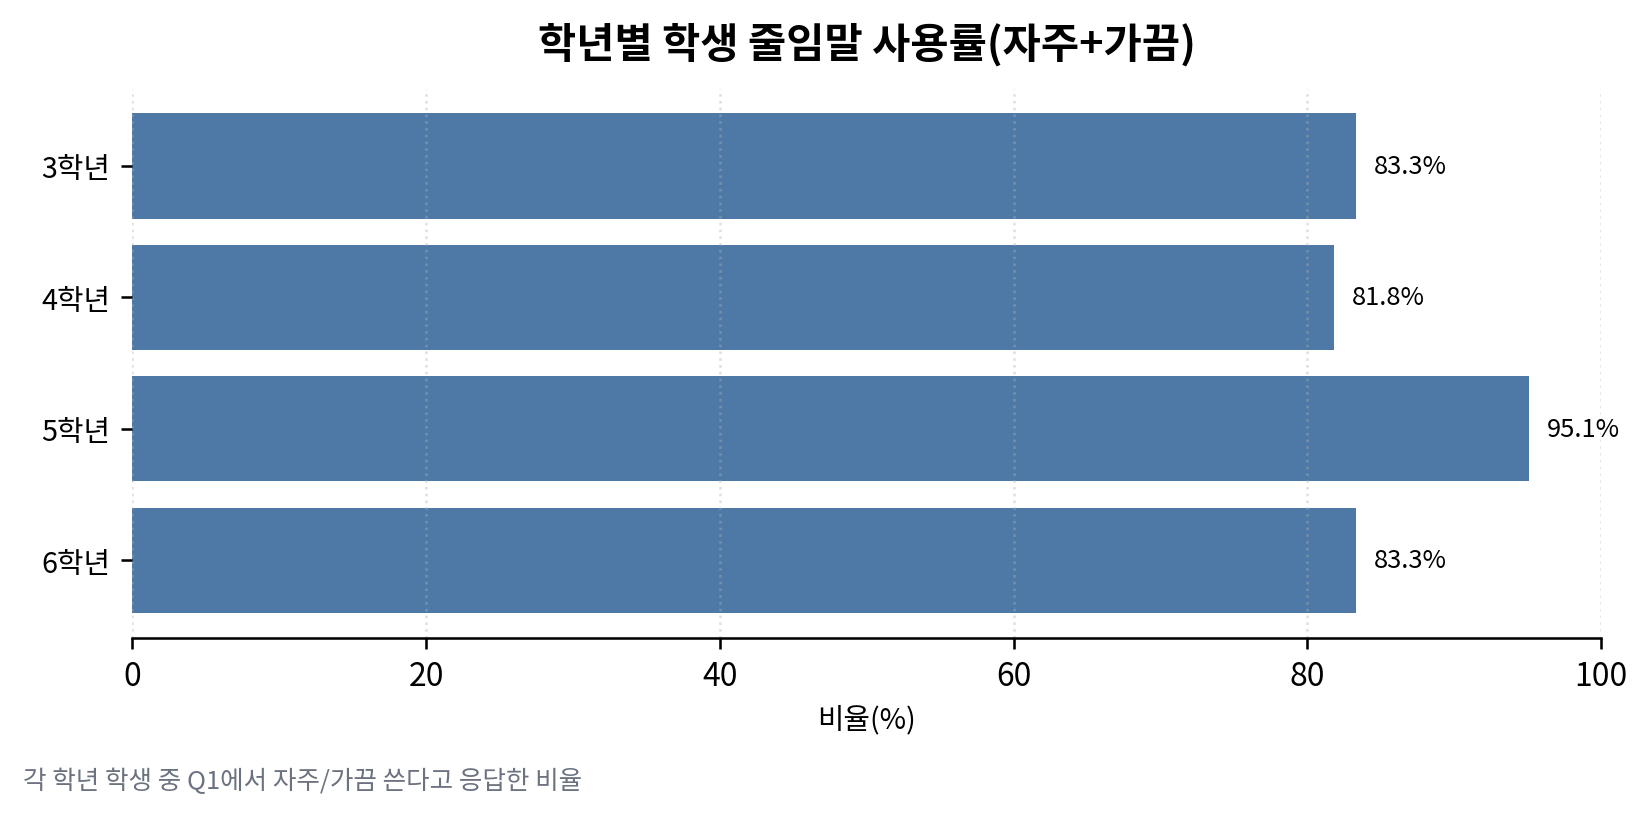 학년별 학생 줄임말 사용률(자주+가끔)
3학년 83.3%
4학년 81.8%
5학년 95.1%
6학년 83.3%
0 20 40 60 80 100
비율(%)
각 학년 학생 중 Q1에서 자주/가끔 쓴다고 응답한 비율